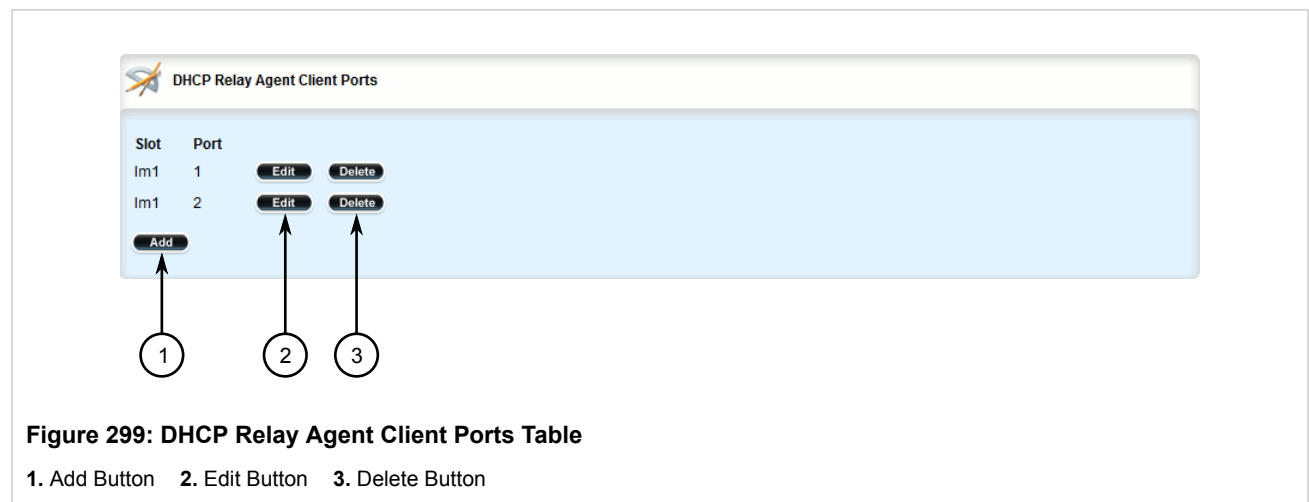 DHCP Relay Agent Client Ports
Slot Port
lm1 1 Edit Delete
lm1 2 Edit Delete
Add
1 2 3
Figure 299: DHCP Relay Agent Client Ports Table
1. Add Button 2. Edit Button 3. Delete Button